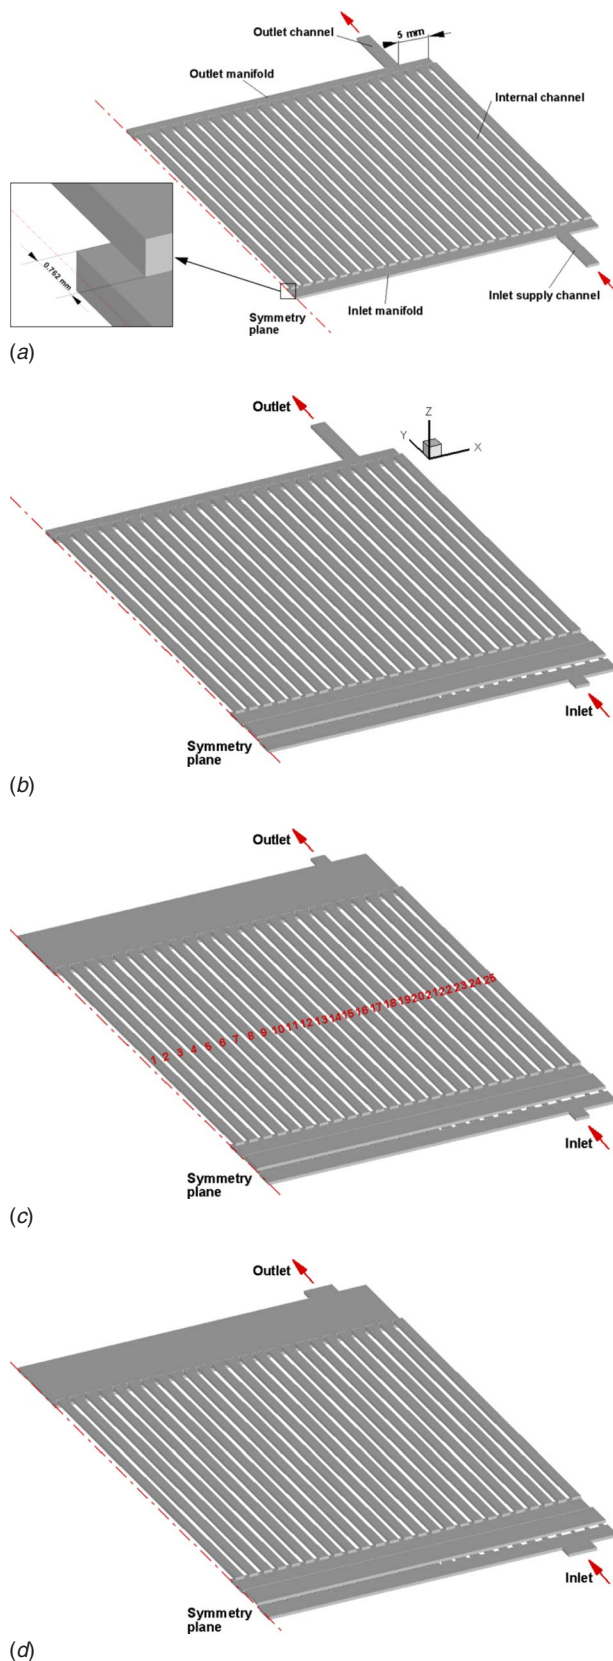 Outlet channel
5 mm
Outlet manifold
Internal channel
0.762 mm
Inlet supply channel
Inlet manifold
Symmetry
plane
(a)
Outlet
Z
Y
X
Inlet
Symmetry
plane
(b)
Outlet
1 2 3 4 5 6 7 8 9 10 11 12 13 14 15 16 17 18 19 20 21 22 23 24 25
Inlet
Symmetry
plane
(c)
Outlet
Inlet
Symmetry
plane
(d)